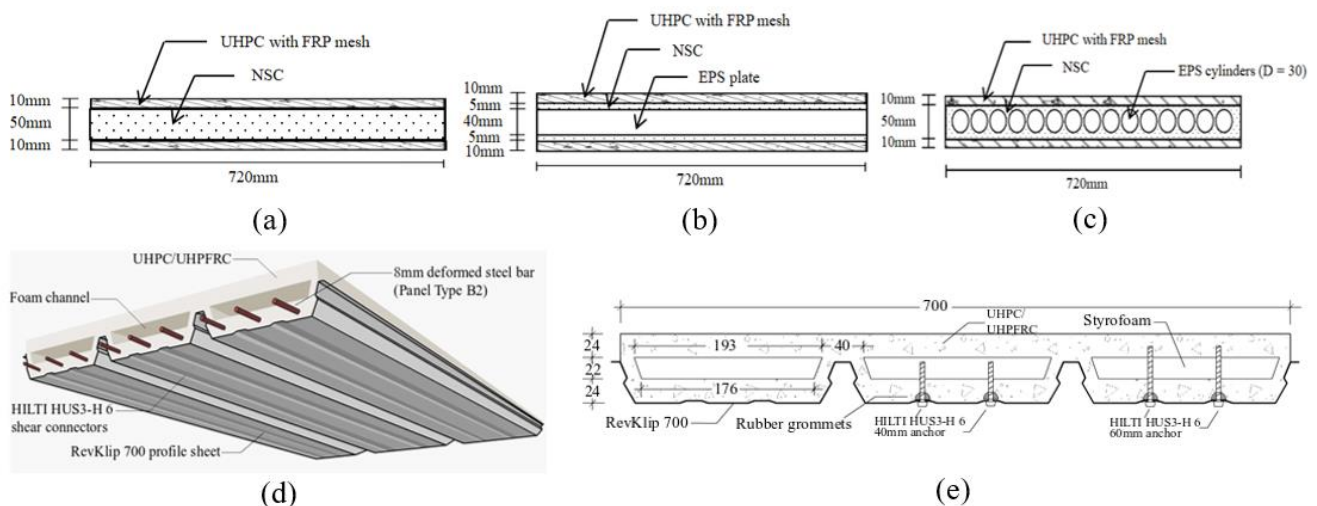 UHPC with FRP mesh
NSC
10mm
50mm
10mm
720mm
(a)
UHPC with FRP mesh
NSC
EPS plate
10mm
5mm
40mm
5mm
10mm
720mm
(b)
UHPC with FRP mesh
NSC
EPS cylinders (D = 30)
10mm
50mm
10mm
720mm
(c)
UHPC/UHPFRC
8mm deformed steel bar
(Panel Type B2)
Foam channel
HILTI HUS3-H 6
shear connectors
RevKlip 700 profile sheet
(d)
700
UHPC/
UHPFRC
Styrofoam
24
22
24
193
40
176
RevKlip 700
Rubber grommets
HILTI HUS3-H 6
40mm anchor
HILTI HUS3-H 6
60mm anchor
(e)